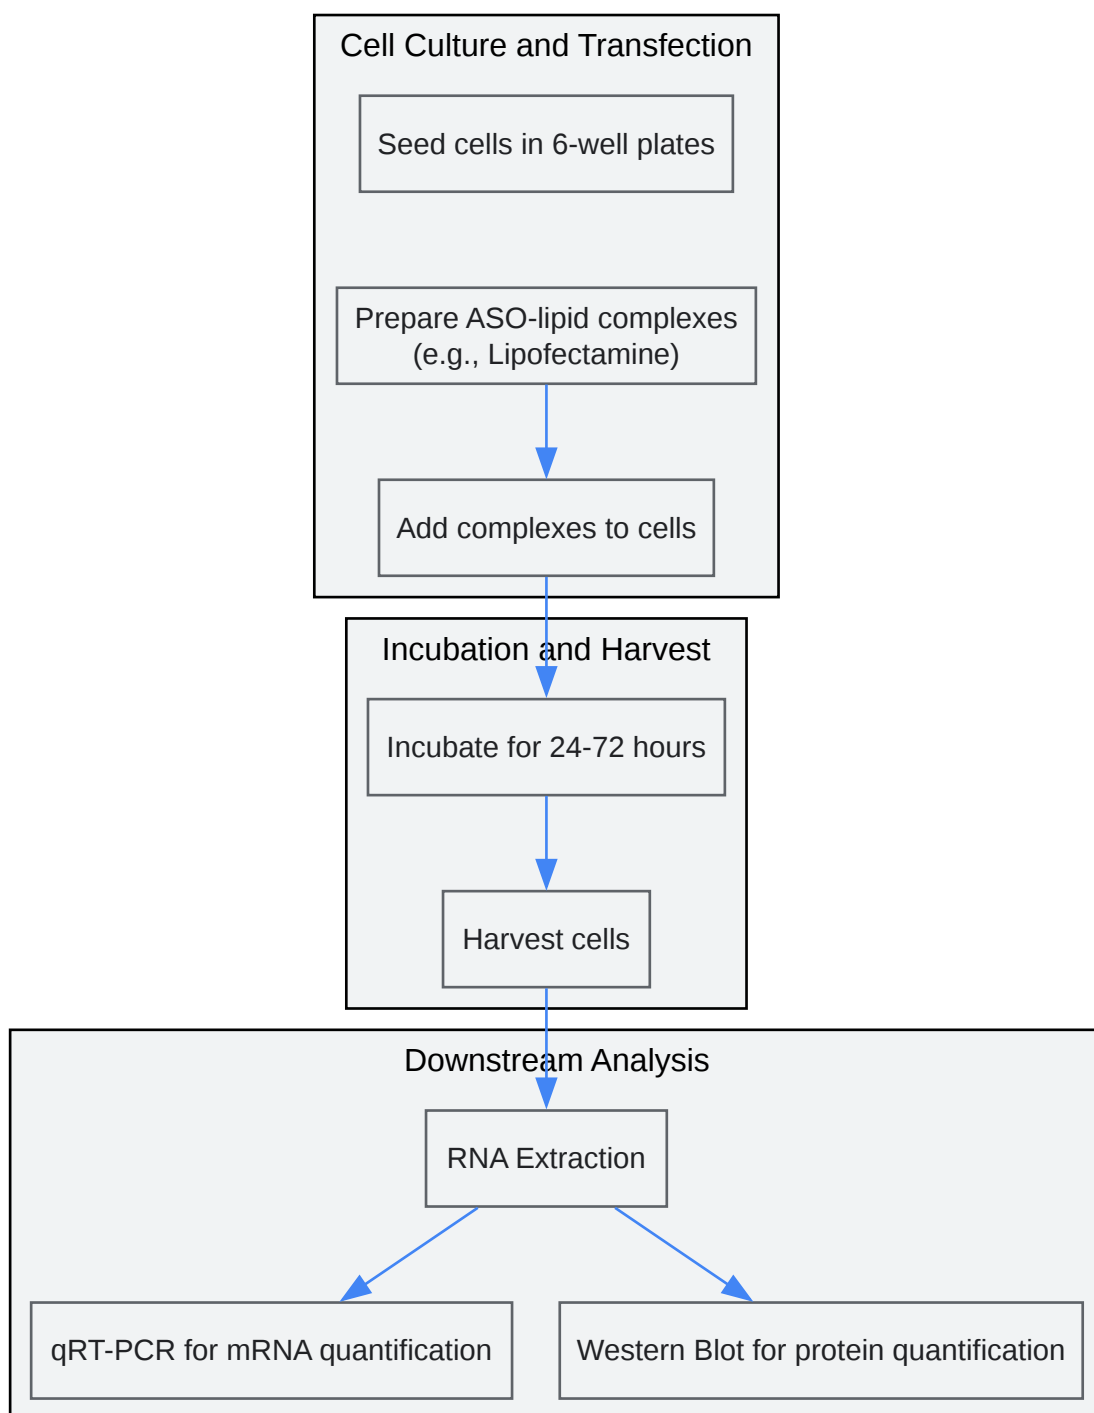 Cell Culture and Transfection
Seed cells in 6-well plates
Prepare ASO-lipid complexes
(e.g., Lipofectamine)
Add complexes to cells
Incubation and Harvest
Incubate for 24-72 hours
Harvest cells
Downstream Analysis
RNA Extraction
qRT-PCR for mRNA quantification
Western Blot for protein quantification